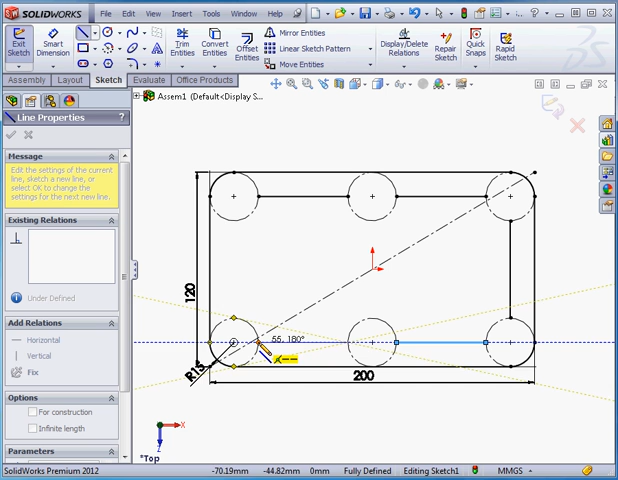 SOLIDWORKS
File Edit View Insert Tools
Exit Sketch
Smart Dimension
Trim Entities
Convert Entities
Offset Entities
Mirror Entities
Linear Sketch Pattern
Move Entities
Display/Delete Relations
Repair Sketch
Quick Snaps
Rapid Sketch
Assembly Layout Sketch Evaluate Office Products
Assem1 (Default<Display S...
Line Properties ?
Message
Edit the settings of the current line, sketch a new line, or select OK to change the settings for the next new line.
Existing Relations
Under Defined
Add Relations
Horizontal
Vertical
Fix
Options
For construction
Infinite length
Parameters
120
55, 180°
R15
200
X
Z
*Top
SolidWorks Premium 2012
-70.19mm -44.82mm 0mm Fully Defined Editing Sketch1 MMGS